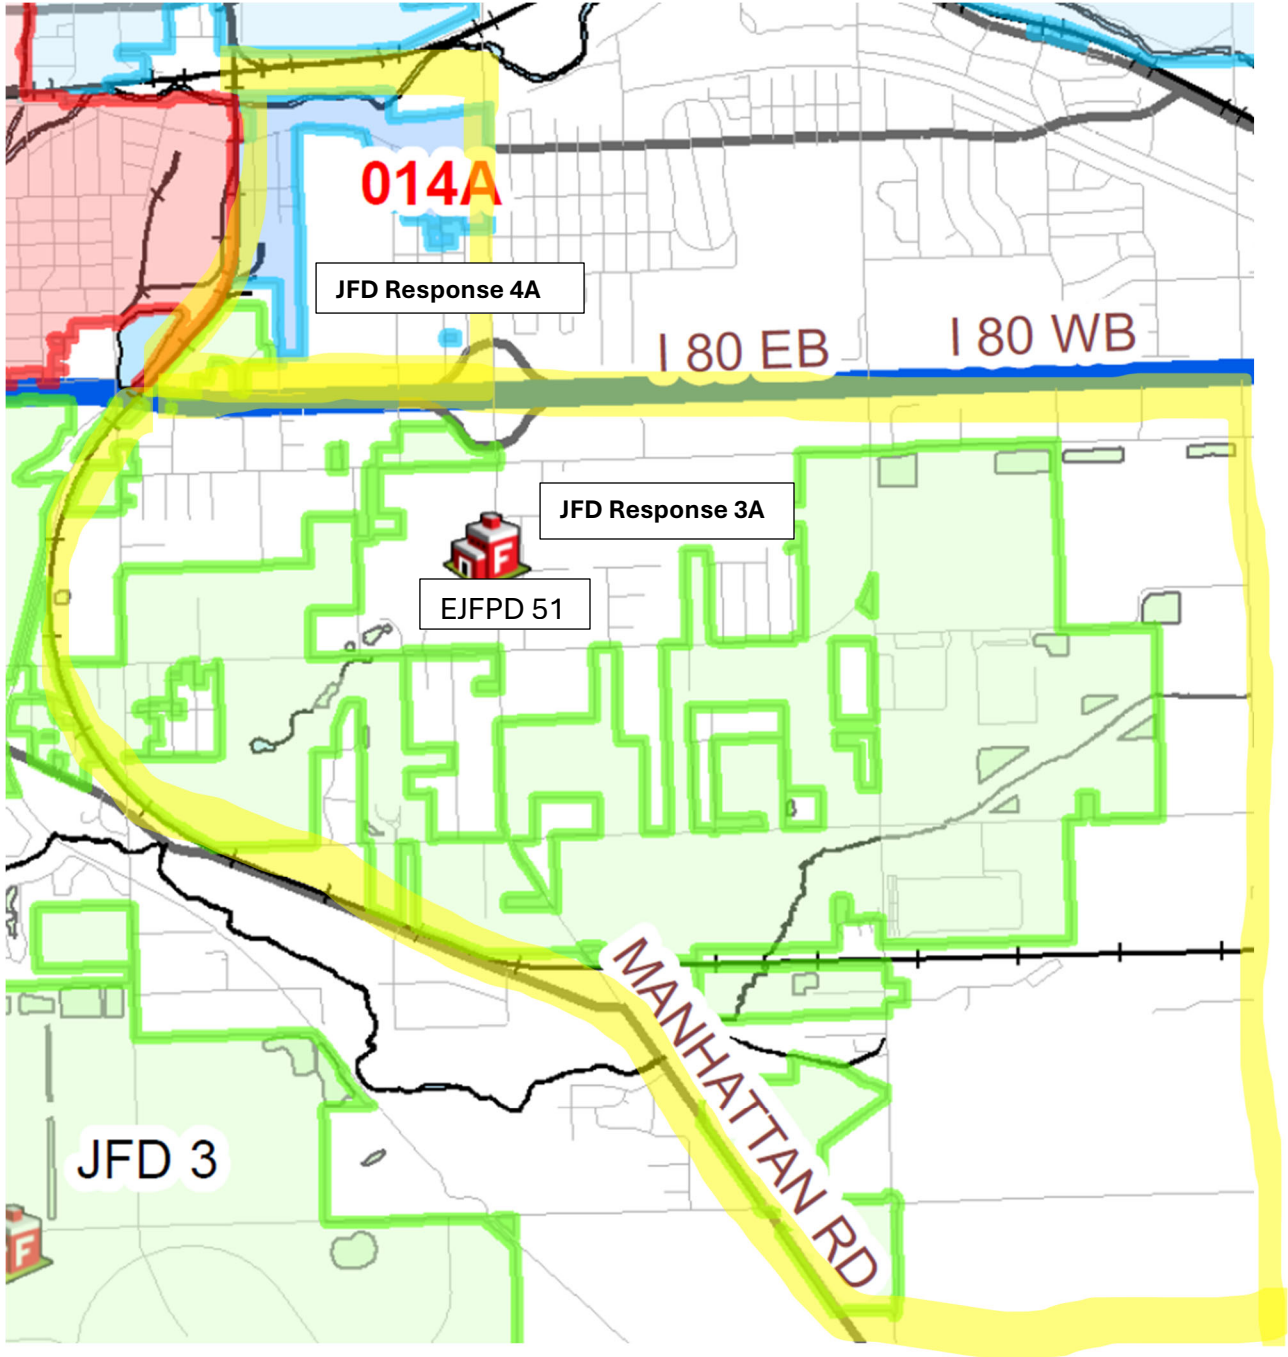 014A
JFD Response 4A
I 80 EB
I 80 WB
JFD Response 3A
F
EJFPD 51
MANHATTAN RD
JFD 3
F